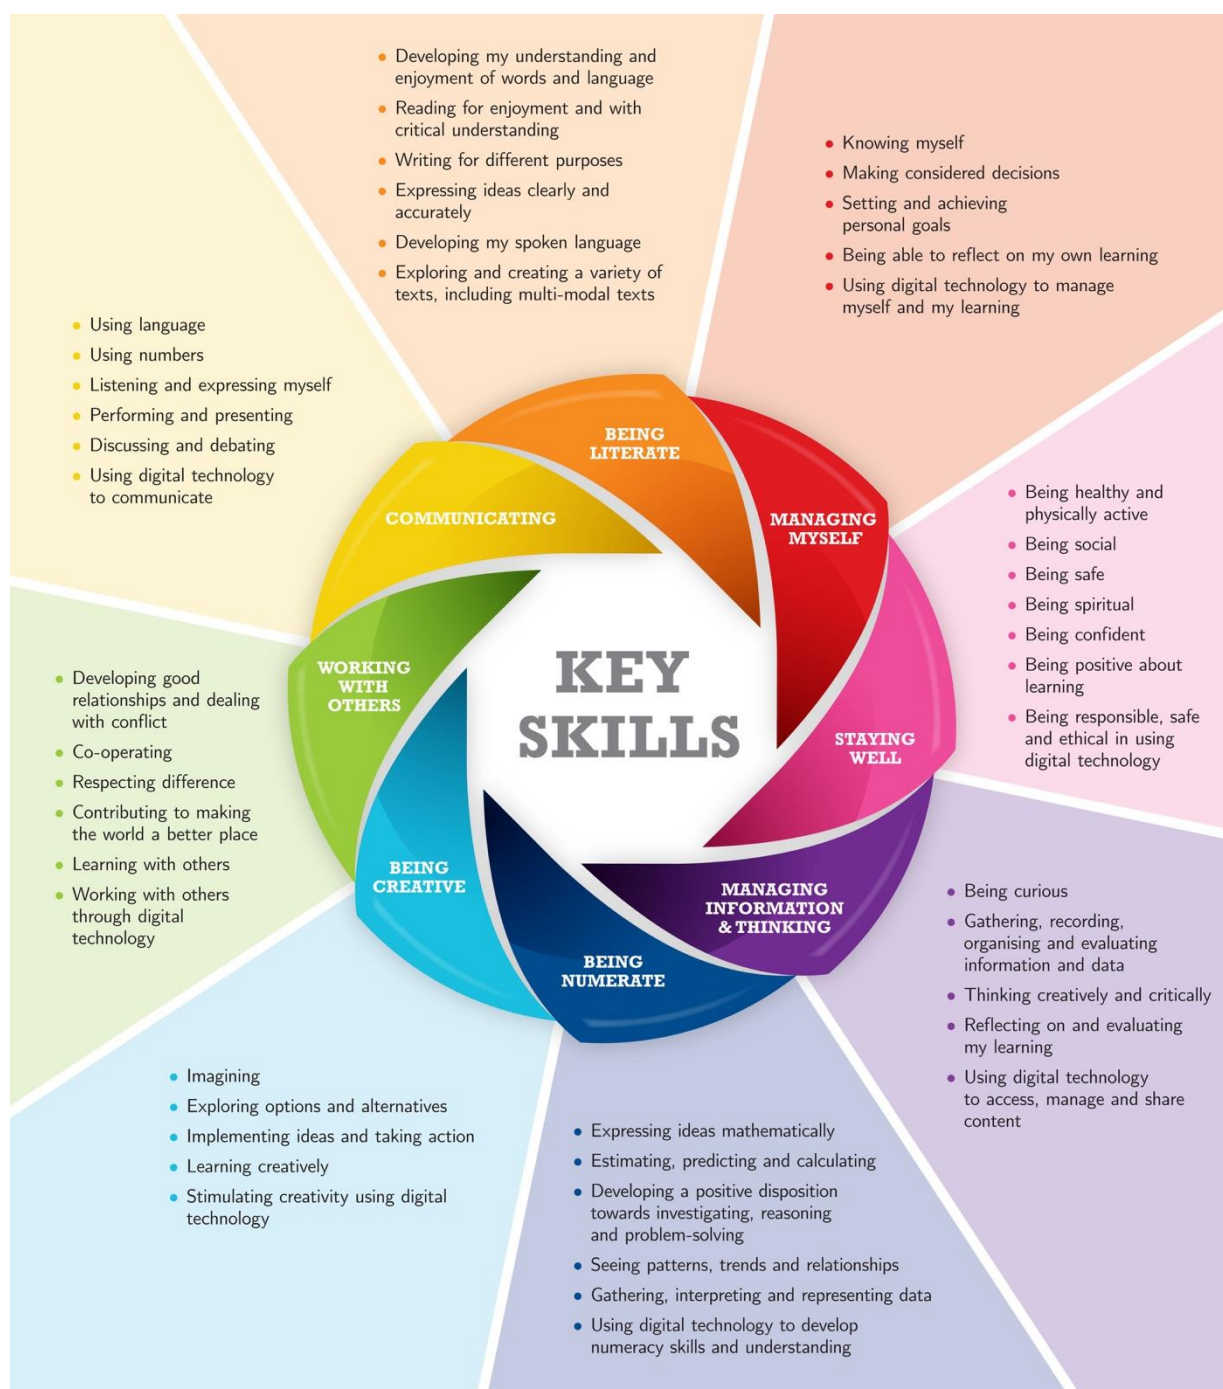 • Developing my understanding and
enjoyment of words and language
• Reading for enjoyment and with
critical understanding
• Writing for different purposes
• Expressing ideas clearly and
accurately
• Developing my spoken language
• Exploring and creating a variety of
texts, including multi-modal texts
• Knowing myself
• Making considered decisions
• Setting and achieving
personal goals
• Being able to reflect on my own learning
• Using digital technology to manage
myself and my learning
• Using language
• Using numbers
• Listening and expressing myself
• Performing and presenting
• Discussing and debating
• Using digital technology
to communicate
BEING
LITERATE
COMMUNICATING
MANAGING
MYSELF
• Being healthy and
physically active
• Being social
• Being safe
• Being spiritual
• Being confident
• Being positive about
learning
• Being responsible, safe
and ethical in using
digital technology
KEY
SKILLS
WORKING
WITH
OTHERS
STAYING
WELL
• Developing good
relationships and dealing
with conflict
• Co-operating
• Respecting difference
• Contributing to making
the world a better place
• Learning with others
• Working with others
through digital
technology
BEING
CREATIVE
MANAGING
INFORMATION
& THINKING
BEING
NUMERATE
• Being curious
• Gathering, recording,
organising and evaluating
information and data
• Thinking creatively and critically
• Reflecting on and evaluating
my learning
• Using digital technology
to access, manage and share
content
• Imagining
• Exploring options and alternatives
• Implementing ideas and taking action
• Learning creatively
• Stimulating creativity using digital
technology
• Expressing ideas mathematically
• Estimating, predicting and calculating
• Developing a positive disposition
towards investigating, reasoning
and problem-solving
• Seeing patterns, trends and relationships
• Gathering, interpreting and representing data
• Using digital technology to develop
numeracy skills and understanding